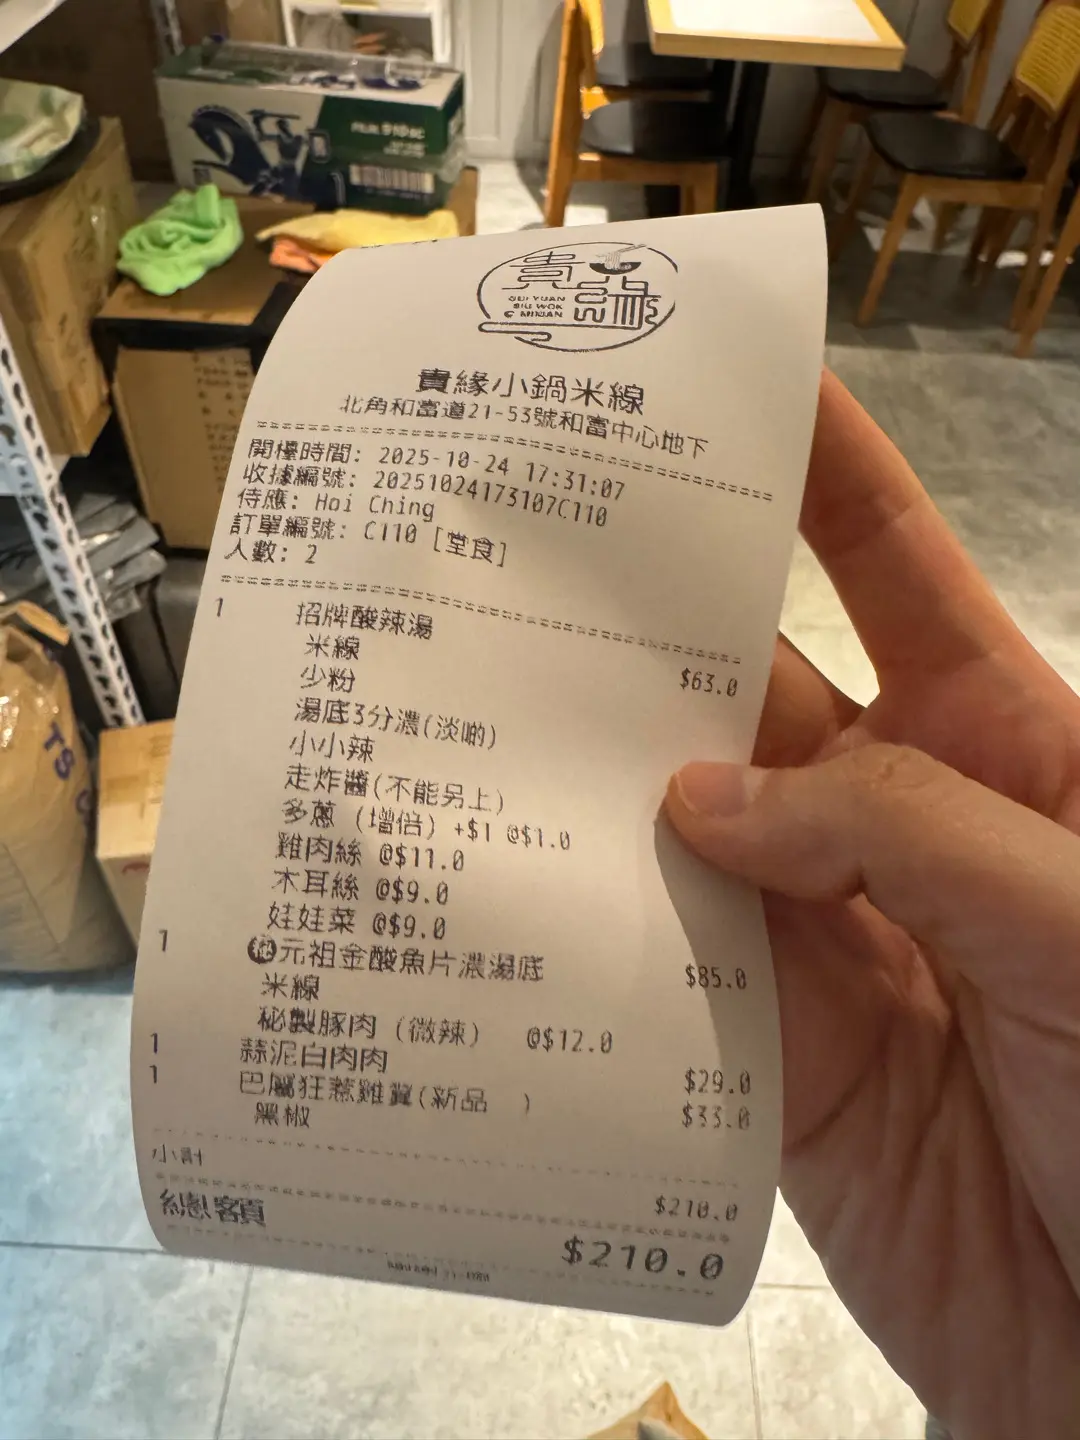 貴緣
GUI YUAN
SIU WOK
MIXIAN
貴緣小鍋米線
北角和富道21-53號和富中心地下
開檯時間: 2025-10-24 17:31:07
收據編號: 20251024173107C110
侍應: Hoi Ching
訂單編號: C110 [堂食]
人數: 2
1 招牌酸辣湯 $63.0
米線
少粉
湯底3分濃(淡啲)
小小辣
走炸醬(不能另上)
多蔥 (增倍) +$1 @$1.0
雞肉絲 @$11.0
木耳絲 @$9.0
娃娃菜 @$9.0
1 元祖金酸魚片濃湯底 $85.0
米線
秘製豚肉 (微辣) @$12.0
1 蒜泥白肉肉 $29.0
1 巴屬狂惹雞翼(新品 ) $33.0
黑椒
小計 $210.0
總額 $210.0
TS